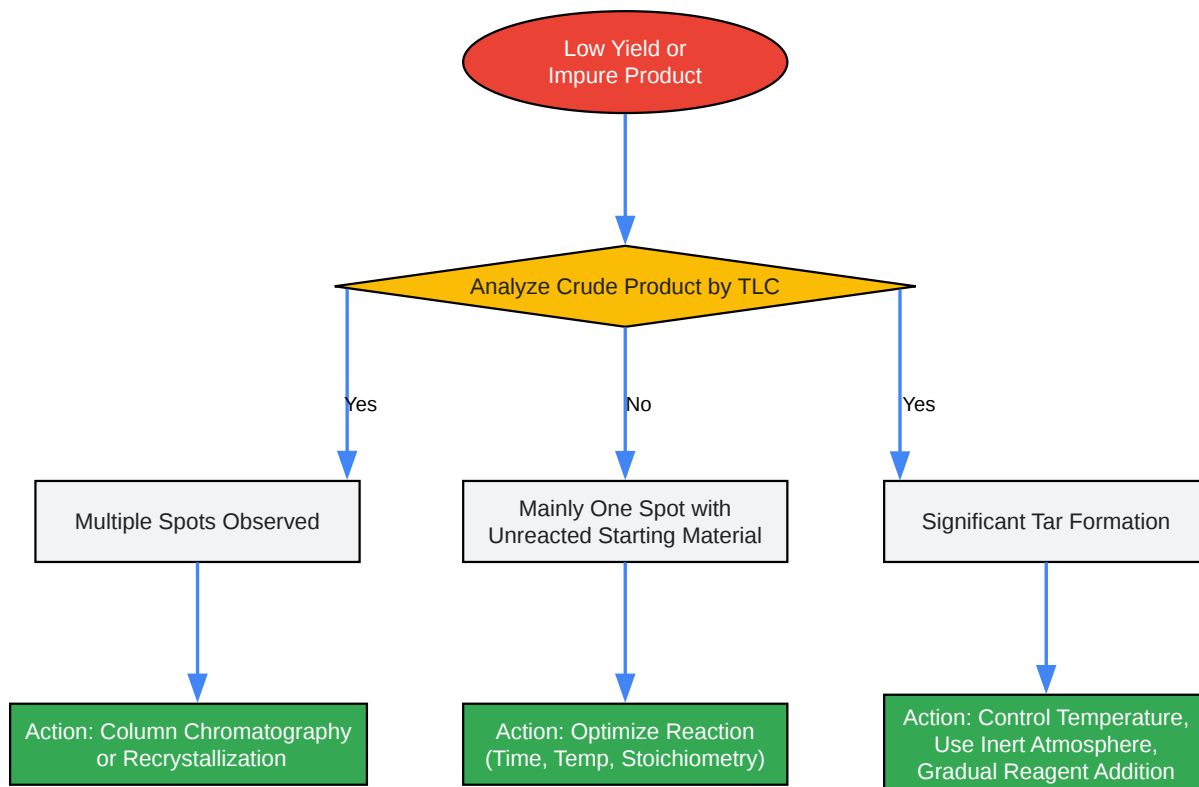 Low Yield or
Impure Product
Analyze Crude Product by TLC
Yes
No
Yes
Multiple Spots Observed
Mainly One Spot with
Unreacted Starting Material
Significant Tar Formation
Action: Column Chromatography
or Recrystallization
Action: Optimize Reaction
(Time, Temp, Stoichiometry)
Action: Control Temperature,
Use Inert Atmosphere,
Gradual Reagent Addition